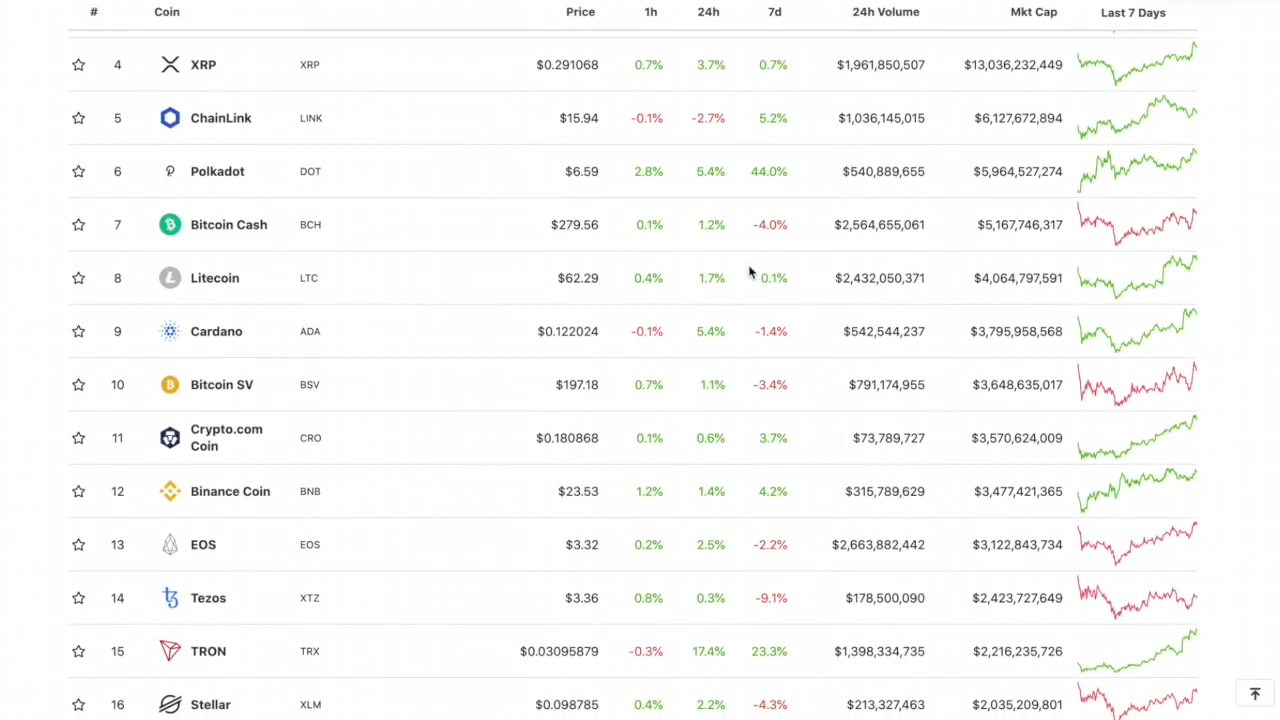 # Coin Price 1h 24h 7d 24h Volume Mkt Cap Last 7 Days
4 XRP XRP $0.291068 0.7% 3.7% 0.7% $1,961,850,507 $13,036,232,449
5 ChainLink LINK $15.94 -0.1% -2.7% 5.2% $1,036,145,015 $6,127,672,894
6 Polkadot DOT $6.59 2.8% 5.4% 44.0% $540,889,655 $5,964,527,274
7 Bitcoin Cash BCH $279.56 0.1% 1.2% -4.0% $2,564,655,061 $5,167,746,317
8 Litecoin LTC $62.29 0.4% 1.7% 0.1% $2,432,050,371 $4,064,797,591
9 Cardano ADA $0.122024 -0.1% 5.4% -1.4% $542,544,237 $3,795,958,568
10 Bitcoin SV BSV $197.18 0.7% 1.1% -3.4% $791,174,955 $3,648,635,017
11 Crypto.com Coin CRO $0.180868 0.1% 0.6% 3.7% $73,789,727 $3,570,624,009
12 Binance Coin BNB $23.53 1.2% 1.4% 4.2% $315,789,629 $3,477,421,365
13 EOS EOS $3.32 0.2% 2.5% -2.2% $2,663,882,442 $3,122,843,734
14 Tezos XTZ $3.36 0.8% 0.3% -9.1% $178,500,090 $2,423,727,649
15 TRON TRX $0.03095879 -0.3% 17.4% 23.3% $1,398,334,735 $2,216,235,726
16 Stellar XLM $0.098785 0.4% 2.2% -4.3% $213,327,463 $2,035,209,801